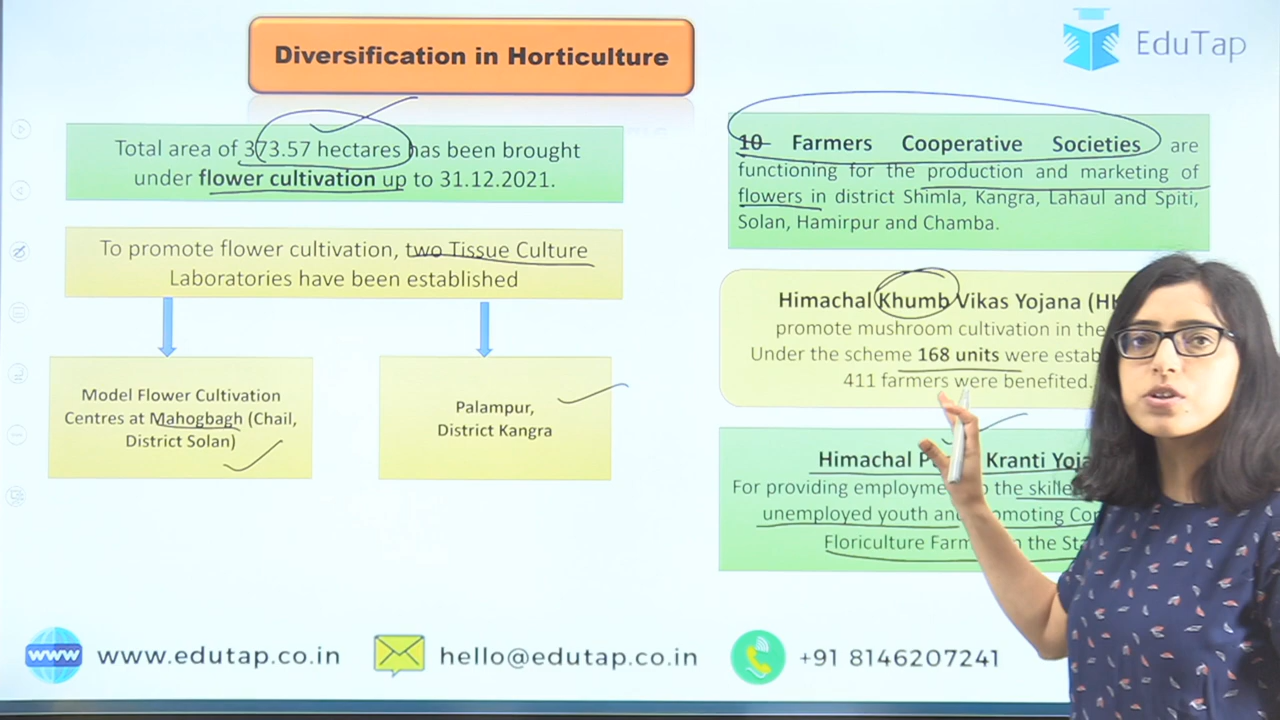 Diversification in Horticulture
EduTap
Total area of 373.57 hectares has been brought
under flower cultivation up to 31.12.2021.
To promote flower cultivation, two Tissue Culture
Laboratories have been established
Model Flower Cultivation
Centres at Mahogbagh (Chail,
District Solan)
Palampur,
District Kangra
10 Farmers Cooperative Societies are
functioning for the production and marketing of
flowers in district Shimla, Kangra, Lahaul and Spiti,
Solan, Hamirpur and Chamba.
Himachal Khumb Vikas Yojana
promote mushroom cultivation in the
Under the scheme 168 units were
411 farmers were benefited.
Himachal Kranti
For providing the
unemployed youth and
Floriculture the
www
www.edutap.co.in
hello@edutap.co.in
+91 8146207241